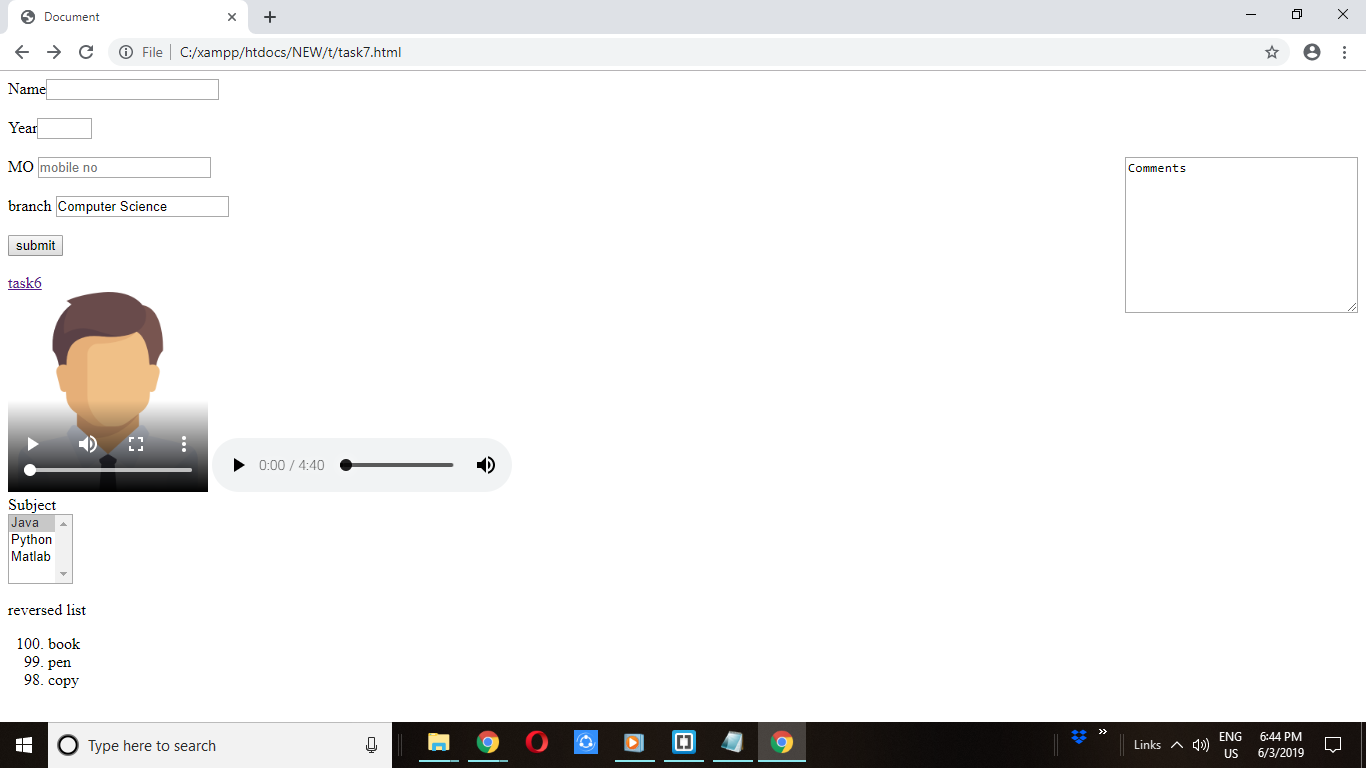 Document
File C:/xampp/htdocs/NEW/t/task7.html
Name
Year
MO mobile no
Comments
branch Computer Science
submit
task6
0:00 / 4:40
Subject
Java
Python
Matlab
reversed list
100. book
99. pen
98. copy
Type here to search
Links
ENG
US
6:44 PM
6/3/2019